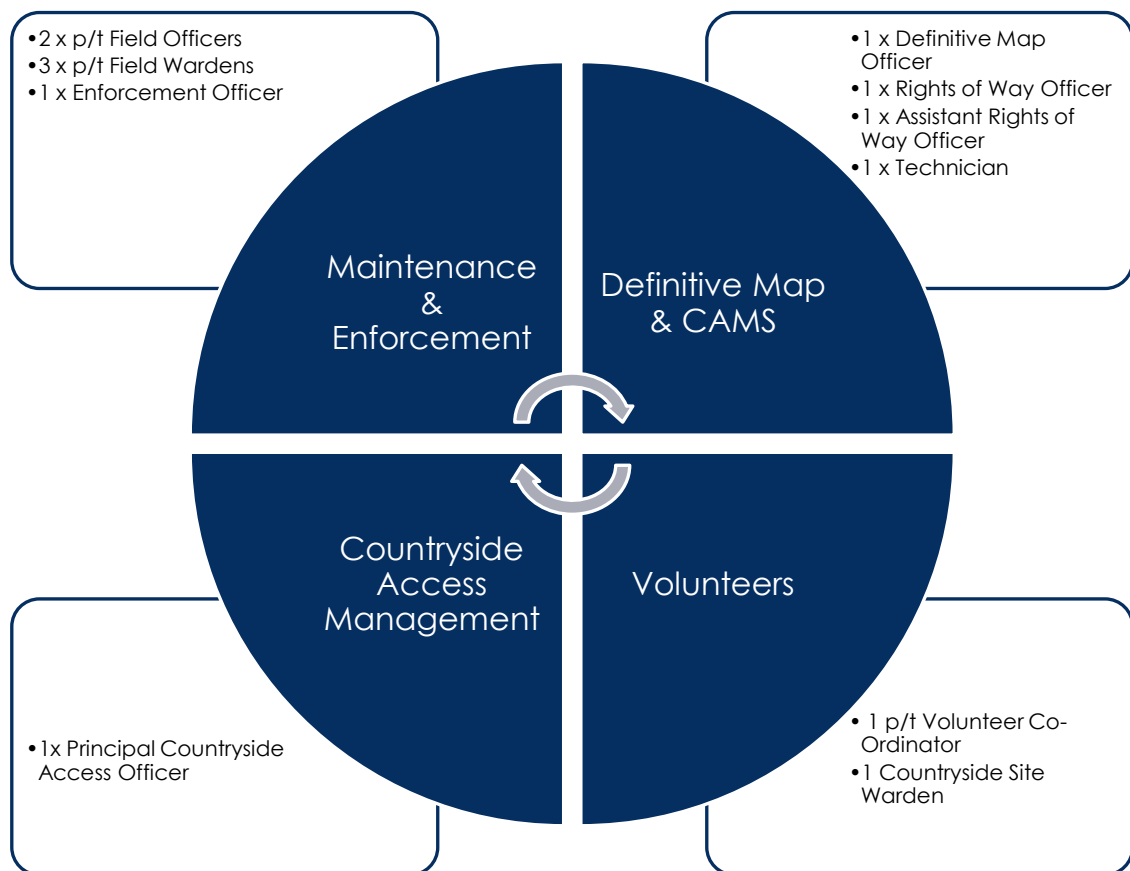 •2 x p/t Field Officers
•3 x p/t Field Wardens
•1 x Enforcement Officer
•1 x Definitive Map
Officer
•1 x Rights of Way Officer
•1 x Assistant Rights of
Way Officer
•1 x Technician
Maintenance
&
Enforcement
Definitive Map
& CAMS
Countryside
Access
Management
Volunteers
•1x Principal Countryside
Access Officer
• 1 p/t Volunteer Co-
Ordinator
•1 Countryside Site
Warden